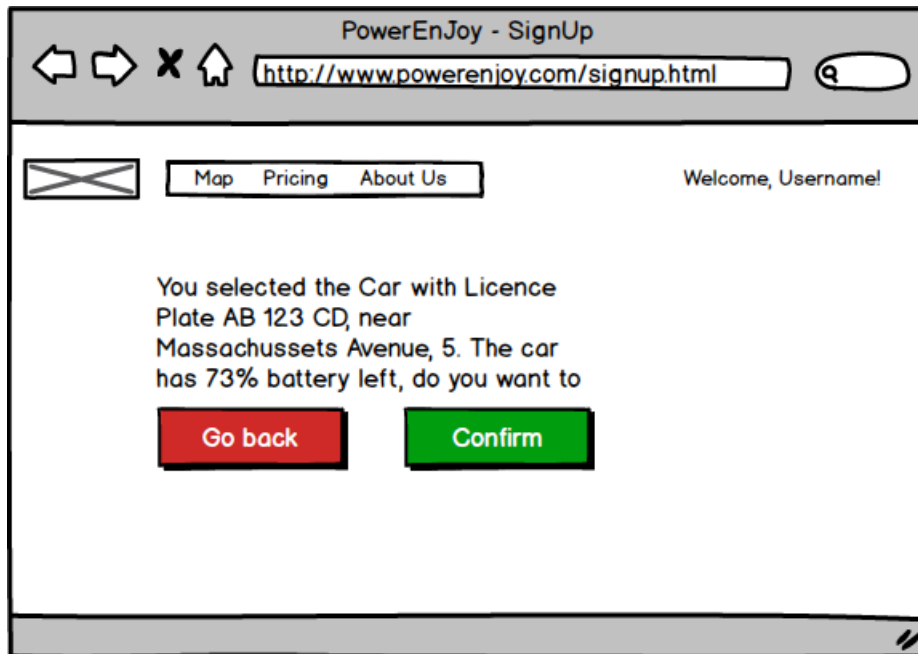 PowerEnJoy - SignUp
http://www.powerenjoy.com/signup.html
Map Pricing About Us
Welcome, Username!
You selected the Car with Licence
Plate AB 123 CD, near
Massachussets Avenue, 5. The car
has 73% battery left, do you want to
Go back Confirm